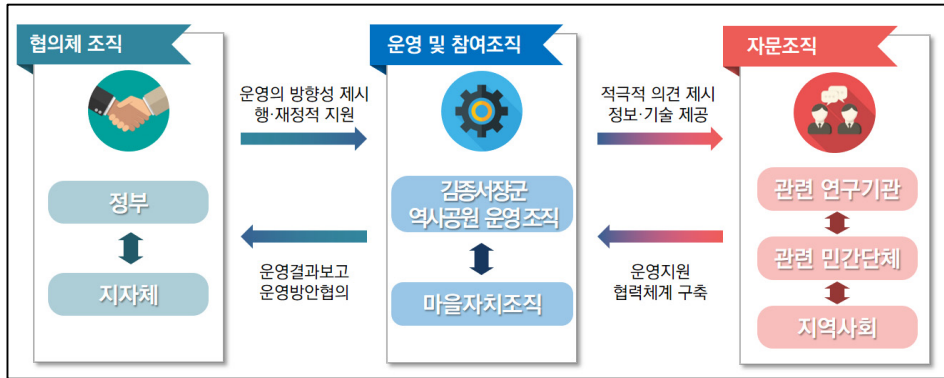 협의체 조직
운영 및 참여조직
자문조직
운영의 방향성 제시
행·재정적 지원
적극적 의견 제시
정보·기술 제공
정부
지자체
김종서장군
역사공원 운영 조직
마을자치조직
관련 연구기관
관련 민간단체
지역사회
운영결과보고
운영방안협의
운영지원
협력체계 구축